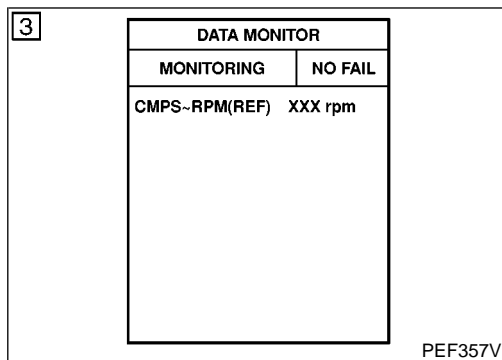 3
DATA MONITOR
MONITORING NO FAIL
CMPS~RPM(REF) XXX rpm
PEF357V